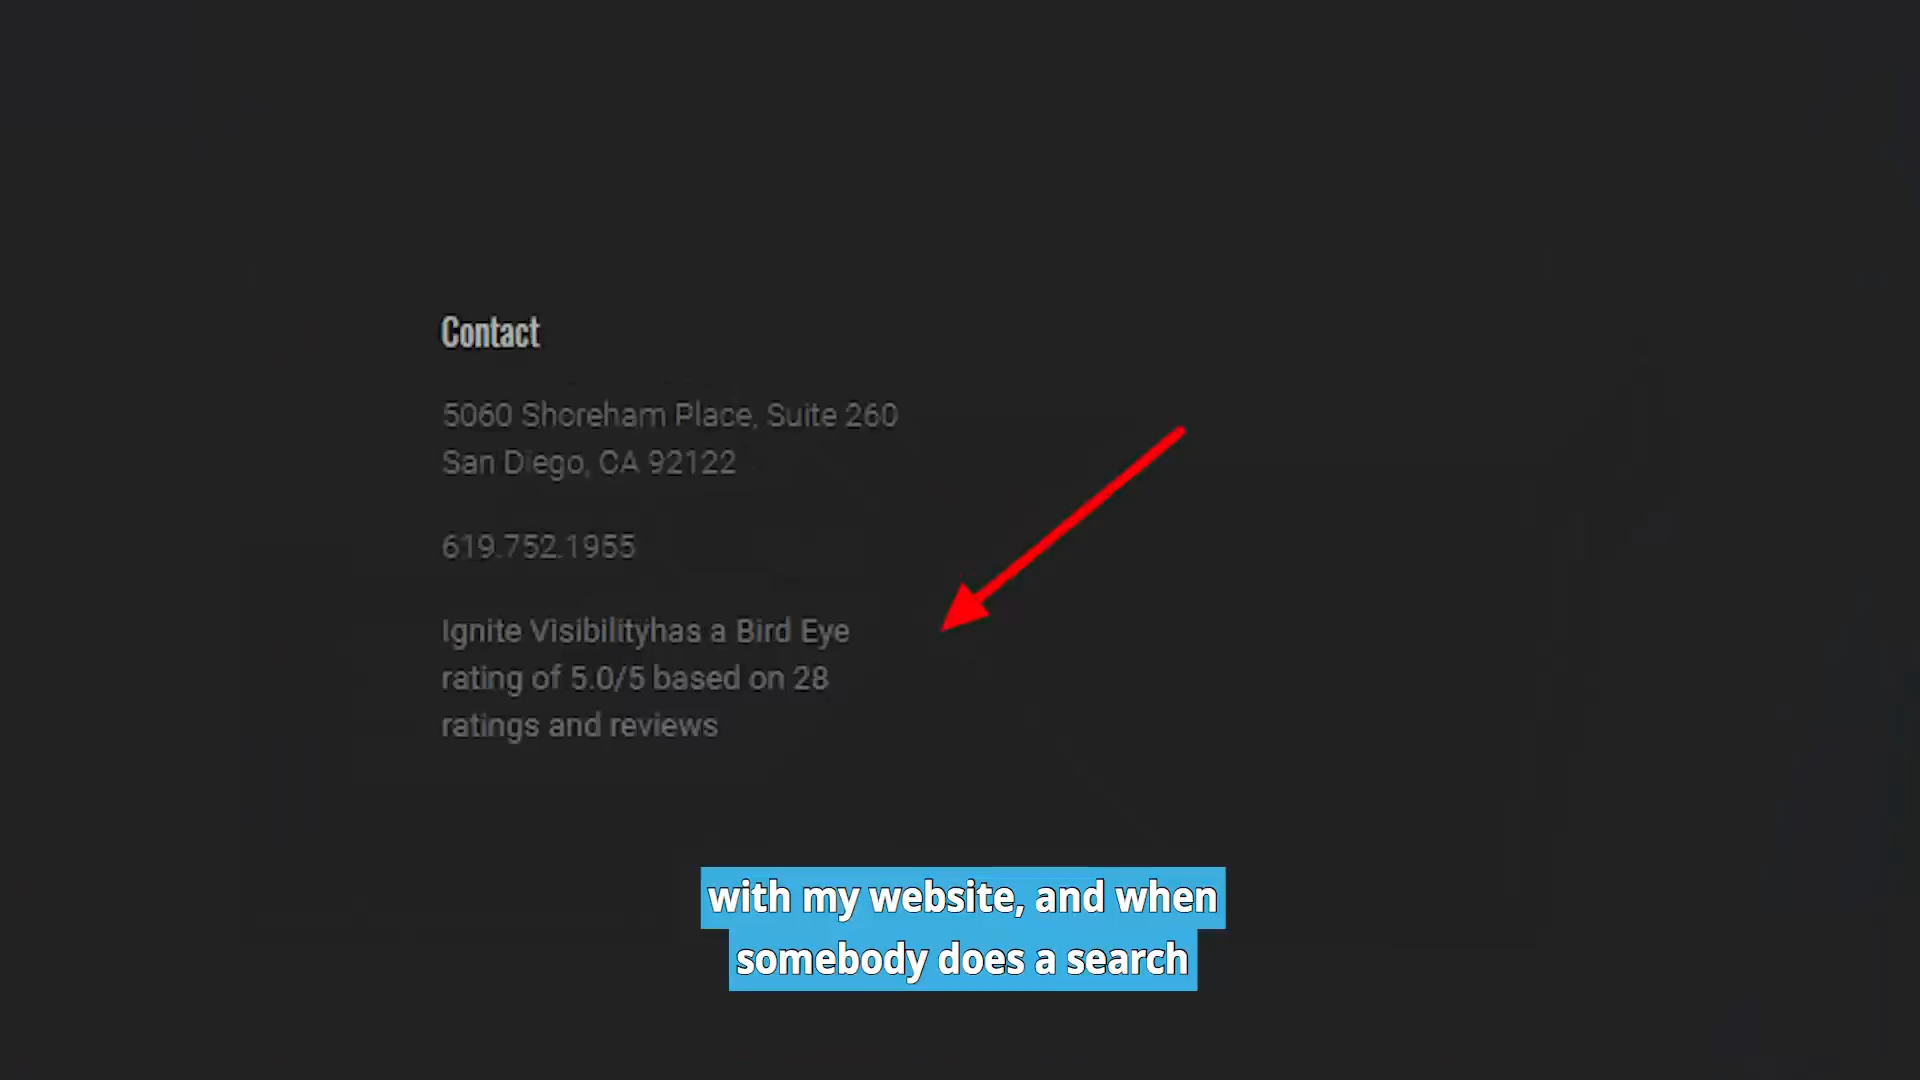 Contact
5060 Shoreham Place, Suite 260
San Diego, CA 92122
619.752.1955
Ignite Visibilityhas a Bird Eye
rating of 5.0/5 based on 28
ratings and reviews
with my website, and when
somebody does a search